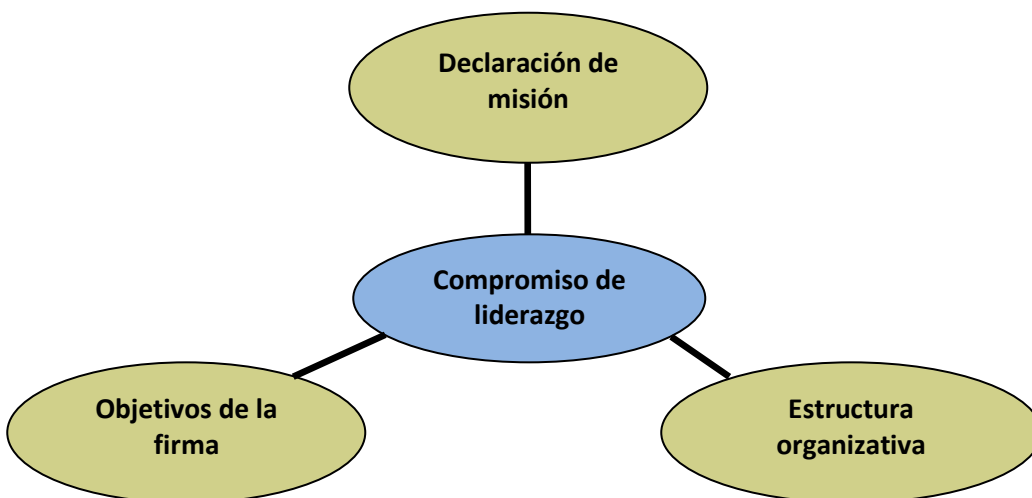 Declaración de
misión
Compromiso de
liderazgo
Objetivos de la
firma
Estructura
organizativa